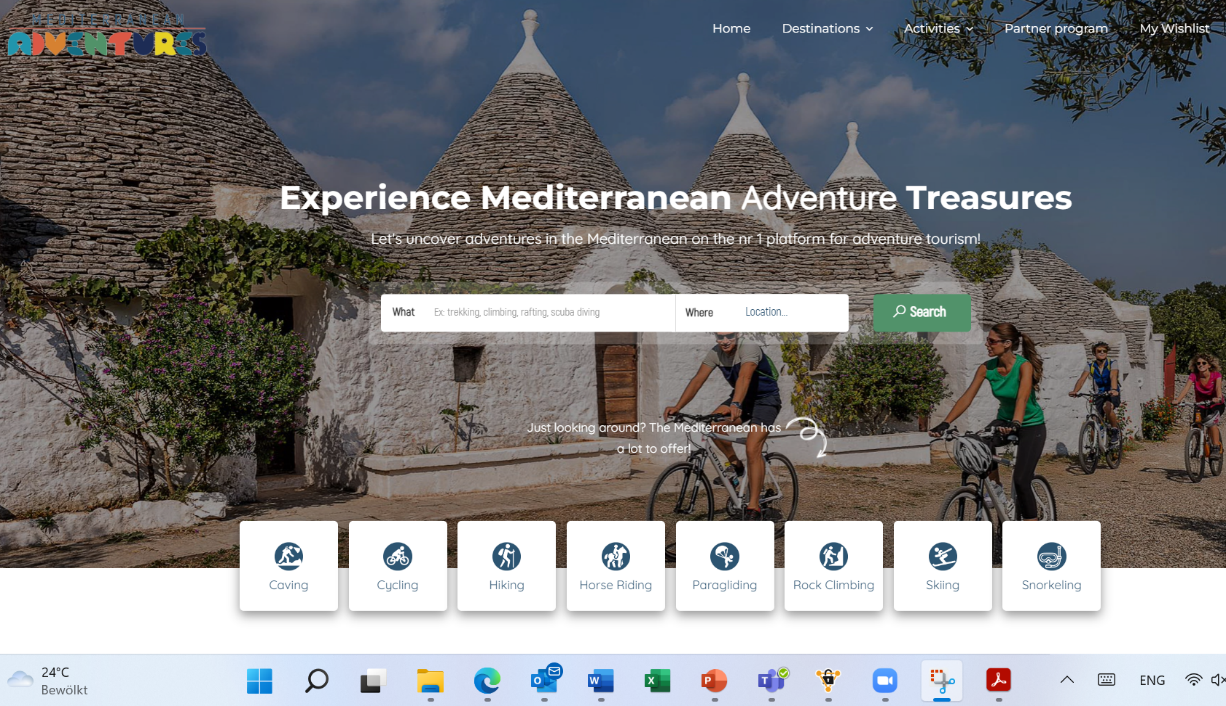 MEDITERRANEAN
ADVENTURES
Home Destinations Activities Partner program My Wishlist
Experience Mediterranean Adventure Treasures
Let's uncover adventures in the Mediterranean on the nr 1 platform for adventure tourism!
What Ex: trekking, climbing, rafting, scuba diving Where Location... Search
Just looking around? The Mediterranean has
a lot to offer!
Caving Cycling Hiking Horse Riding Paragliding Rock Climbing Skiing Snorkeling
24°C
Bewölkt
ENG